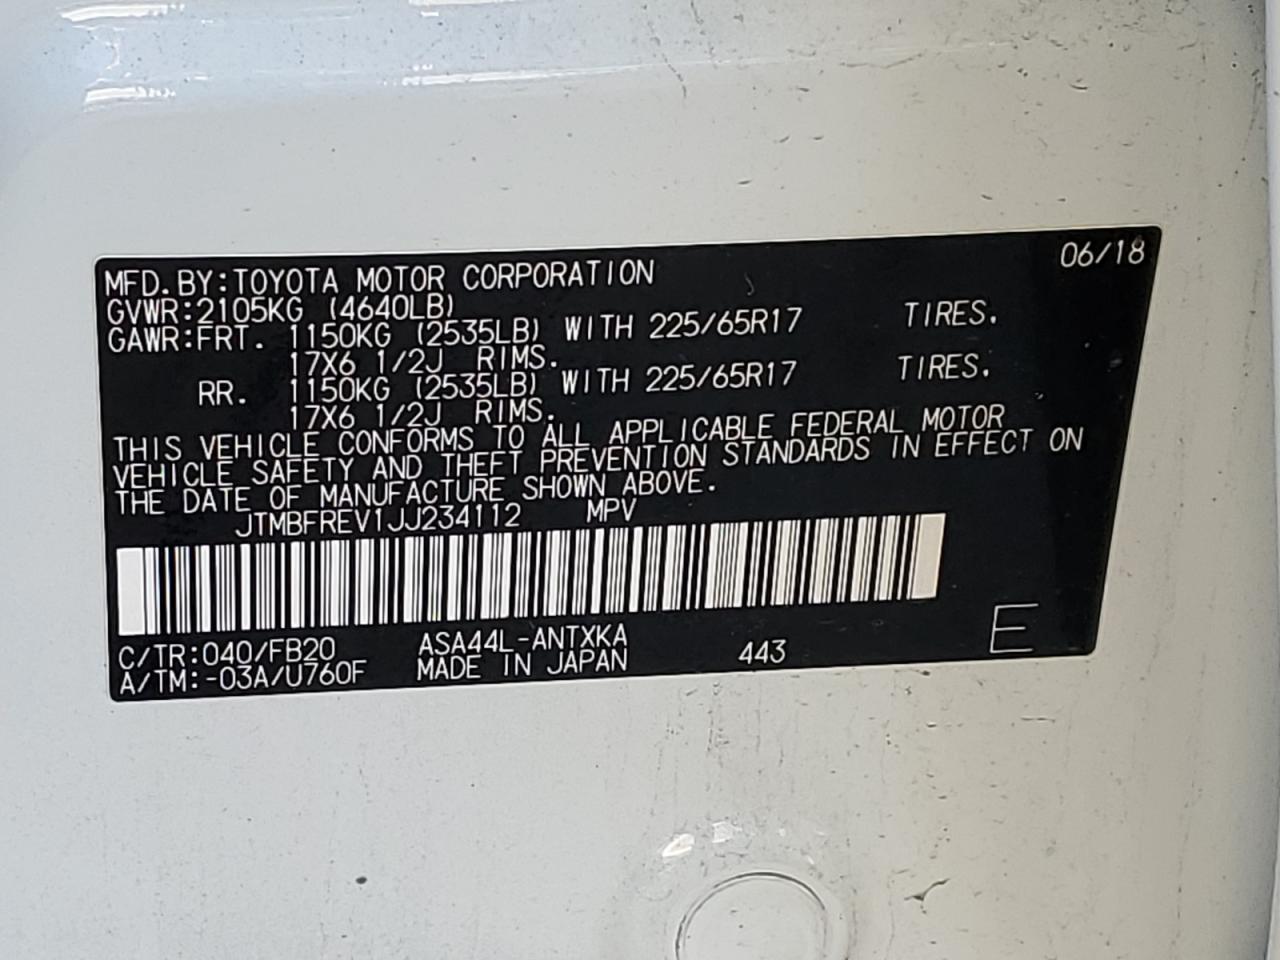 06/18
MFD.BY:TOYOTA MOTOR CORPORATION
GVWR:2105KG (4640LB)
GAWR:FRT. 1150KG (2535LB) WITH 225/65R17 TIRES.
17X6 1/2J RIMS.
RR. 1150KG (2535LB) WITH 225/65R17 TIRES.
17X6 1/2J RIMS.
THIS VEHICLE CONFORMS TO ALL APPLICABLE FEDERAL MOTOR
VEHICLE SAFETY AND THEFT PREVENTION STANDARDS IN EFFECT ON
THE DATE OF MANUFACTURE SHOWN ABOVE.
JTMBFREV1JJ234112 MPV
C/TR:040/FB20 ASA44L-ANTXKA
A/TM:-03A/U760F MADE IN JAPAN 443 E